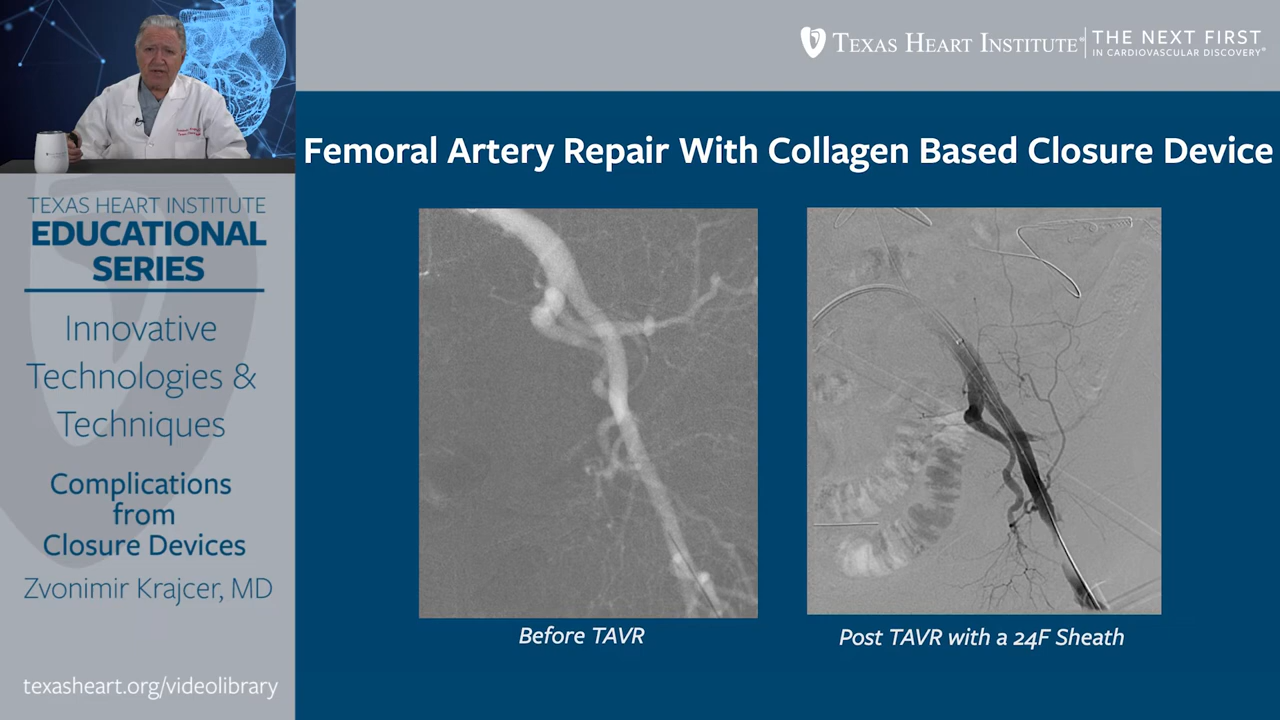 TEXAS HEART INSTITUTE®
THE NEXT FIRST
IN CARDIOVASCULAR DISCOVERY®
Femoral Artery Repair With Collagen Based Closure Device
TEXAS HEART INSTITUTE
EDUCATIONAL
SERIES
Innovative
Technologies &
Techniques
Complications
from
Closure Devices
Zvonimir Krajcer, MD
texasheart.org/videolibrary
Before TAVR
Post TAVR with a 24F Sheath